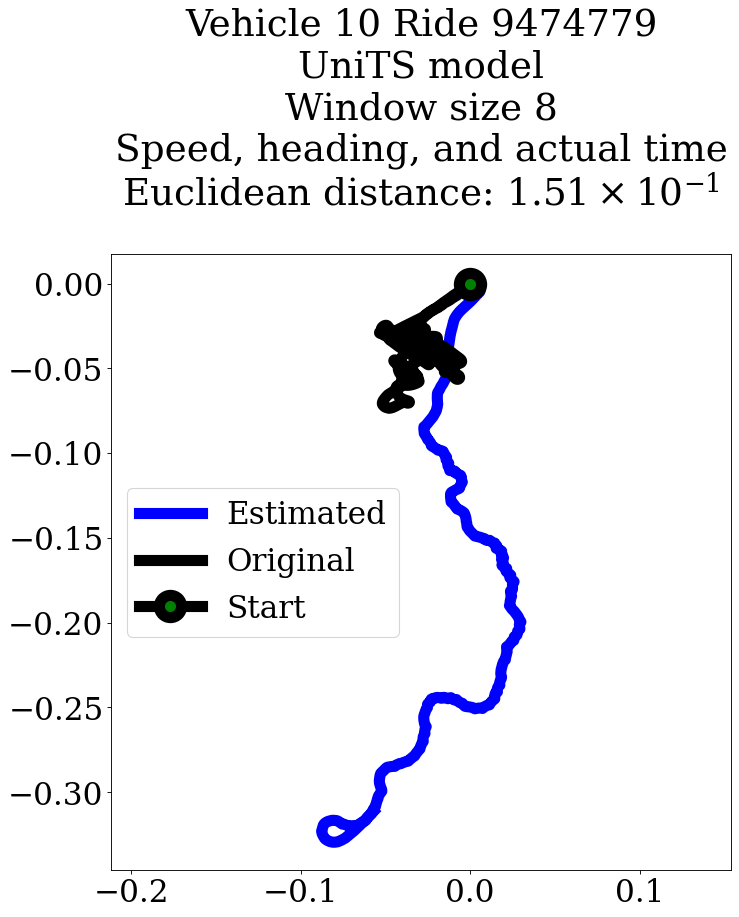 Vehicle 10 Ride 9474779
UniTS model
Window size 8
Speed, heading, and actual time
Euclidean distance: 1.51 × 10⁻¹
0.00
−0.05
−0.10
−0.15
−0.20
−0.25
−0.30
Estimated
Original
Start
−0.2
−0.1
0.0
0.1